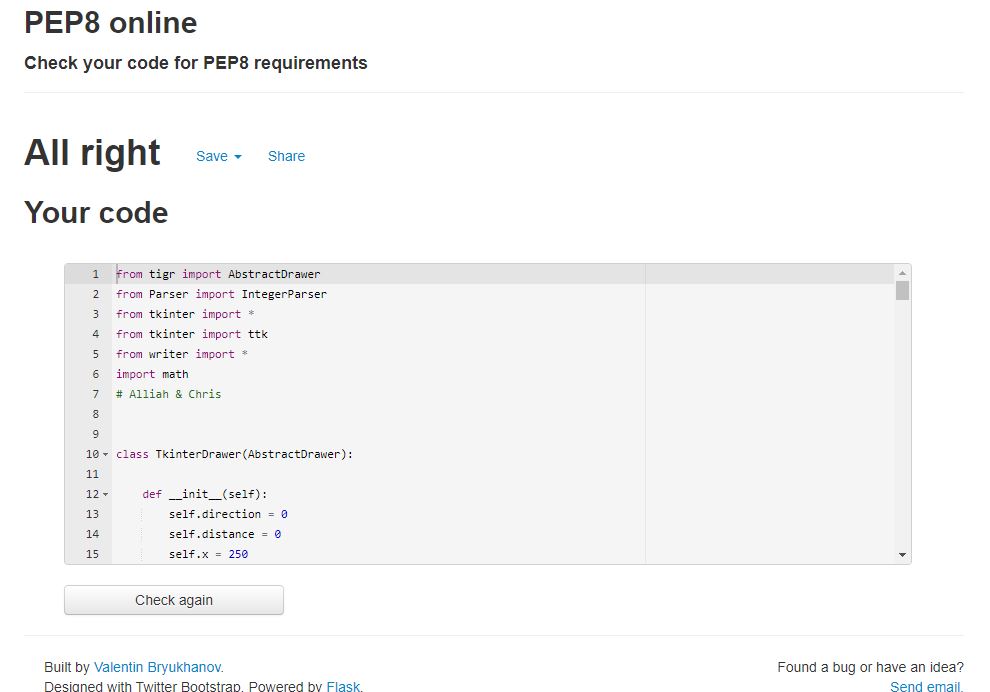 PEP8 online
Check your code for PEP8 requirements
All right Save Share
Your code
1 from tigr import AbstractDrawer
2 from Parser import IntegerParser
3 from tkinter import *
4 from tkinter import ttk
5 from writer import *
6 import math
7 # Alliah & Chris
8
9
10 class TkinterDrawer(AbstractDrawer):
11
12 def __init__(self):
13 self.direction = 0
14 self.distance = 0
15 self.x = 250
Check again
Built by Valentin Bryukhanov. Found a bug or have an idea?
Designed with Twitter Bootstrap. Powered by Flask. Send email.